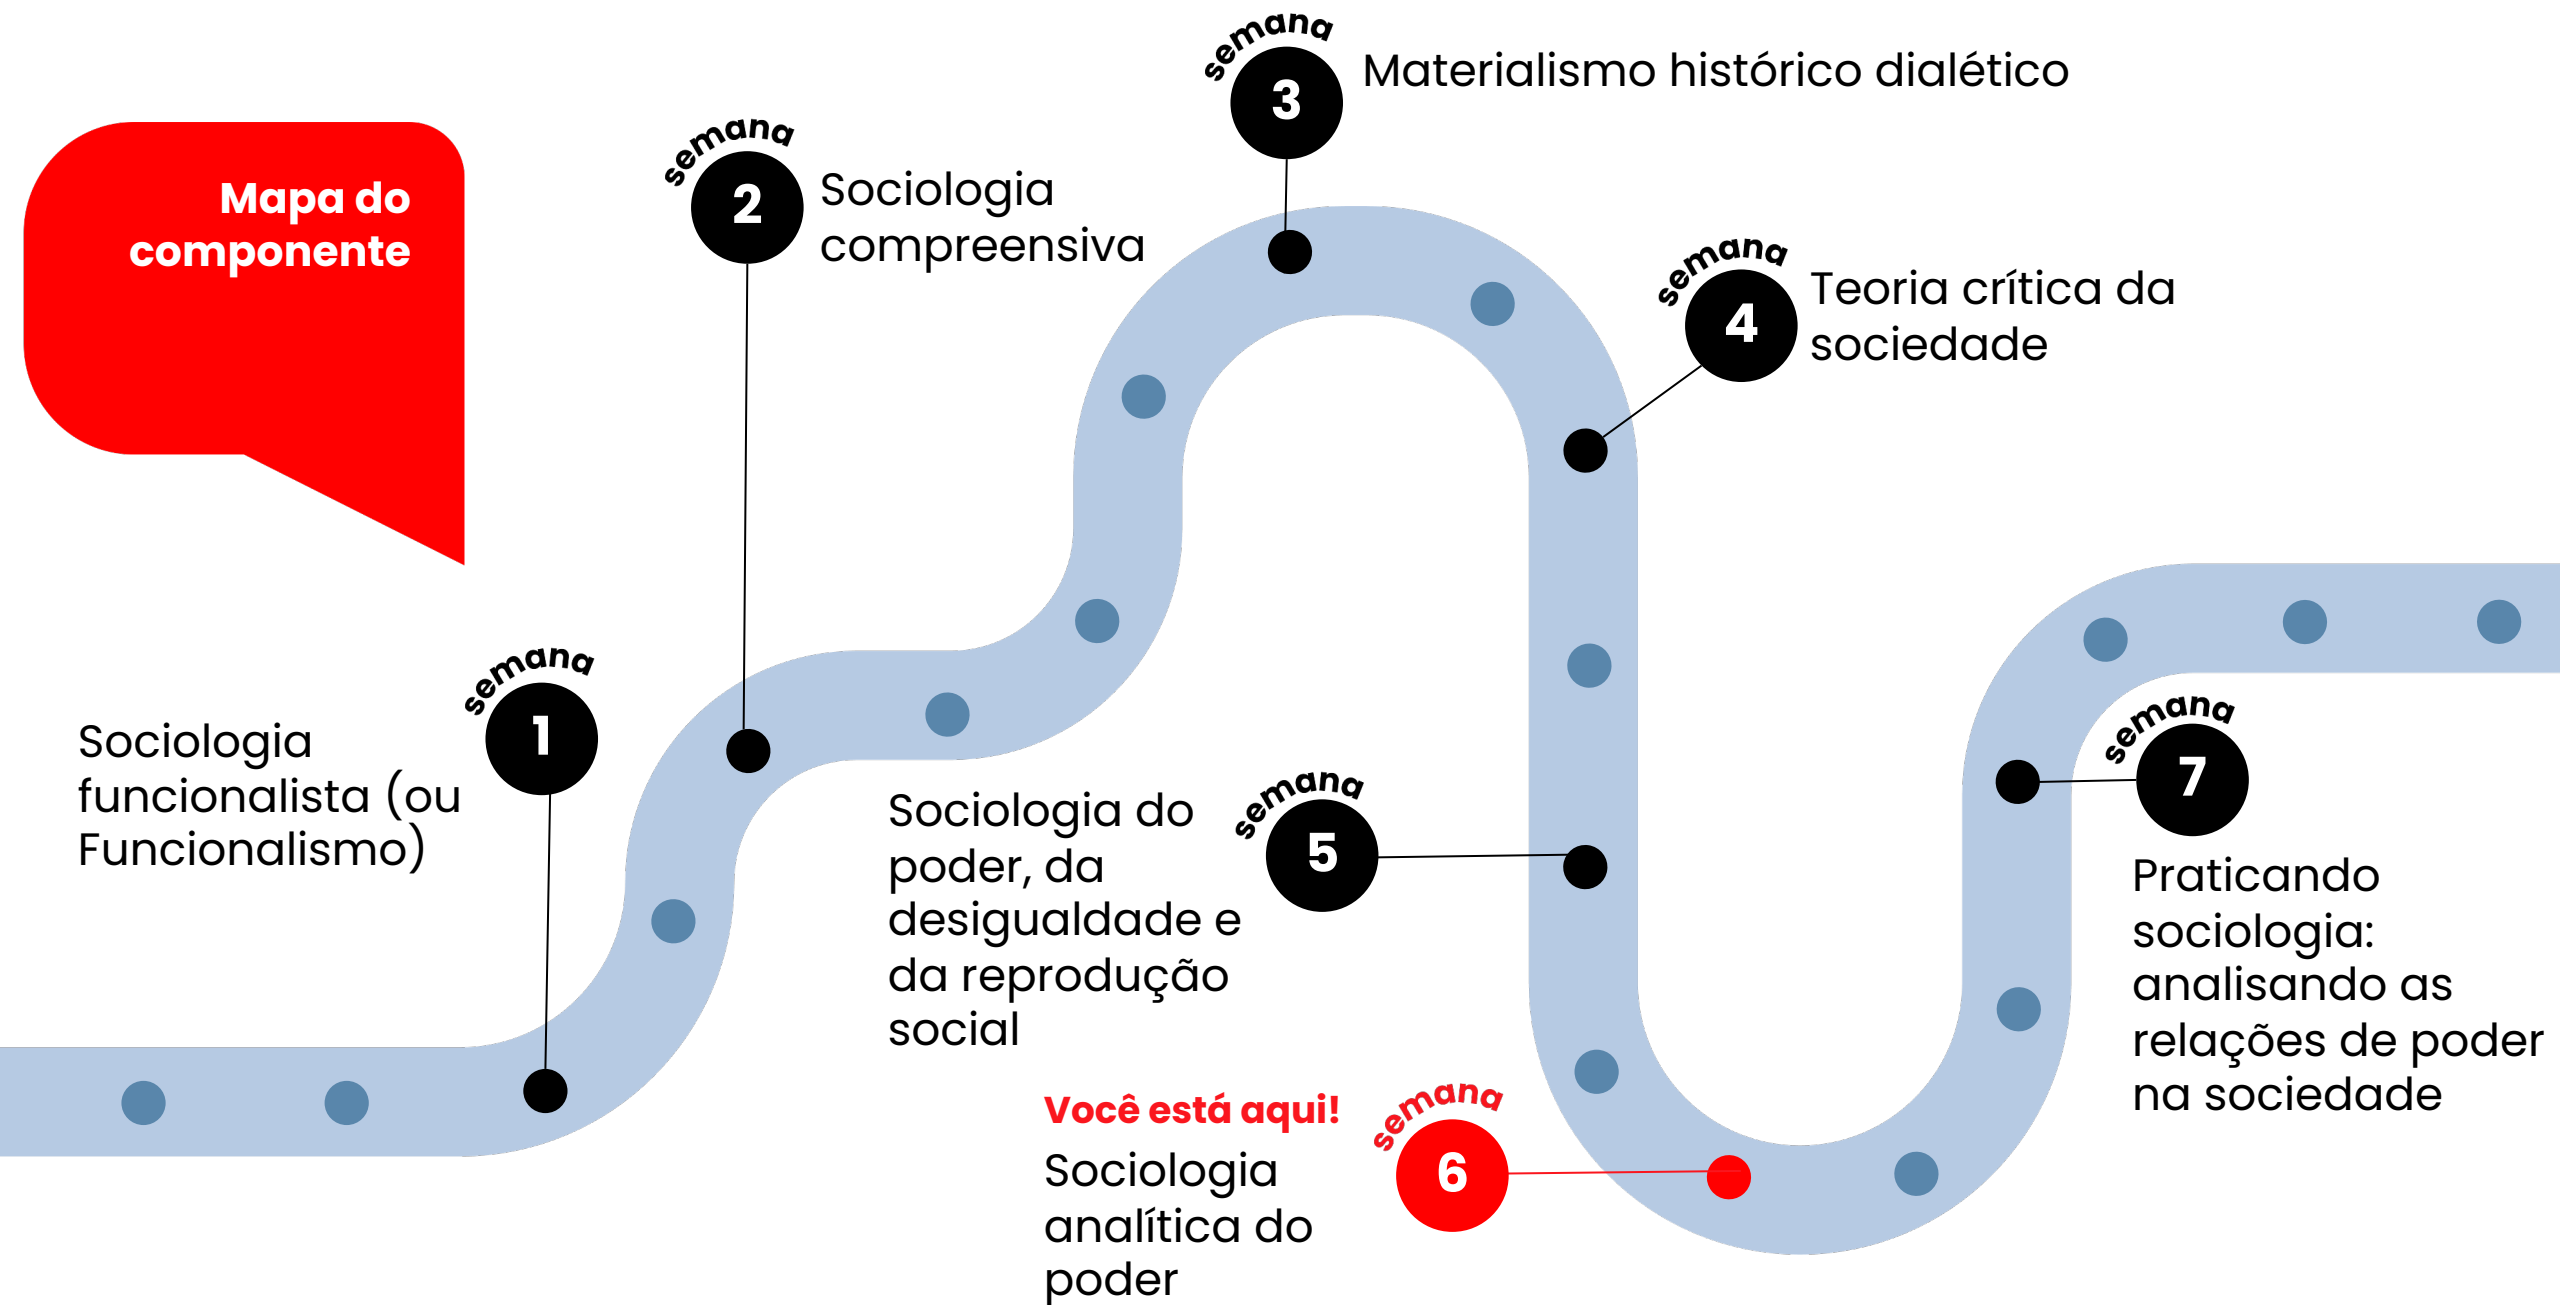 Mapa do
componente
semana
1
Sociologia
funcionalista (ou
Funcionalismo)
semana
2
Sociologia
compreensiva
semana
3
Materialismo histórico dialético
semana
4
Teoria crítica da
sociedade
semana
5
Sociologia do
poder, da
desigualdade e
da reprodução
social
Você está aqui!
semana
6
Sociologia
analítica do
poder
semana
7
Praticando
sociologia:
analisando as
relações de poder
na sociedade